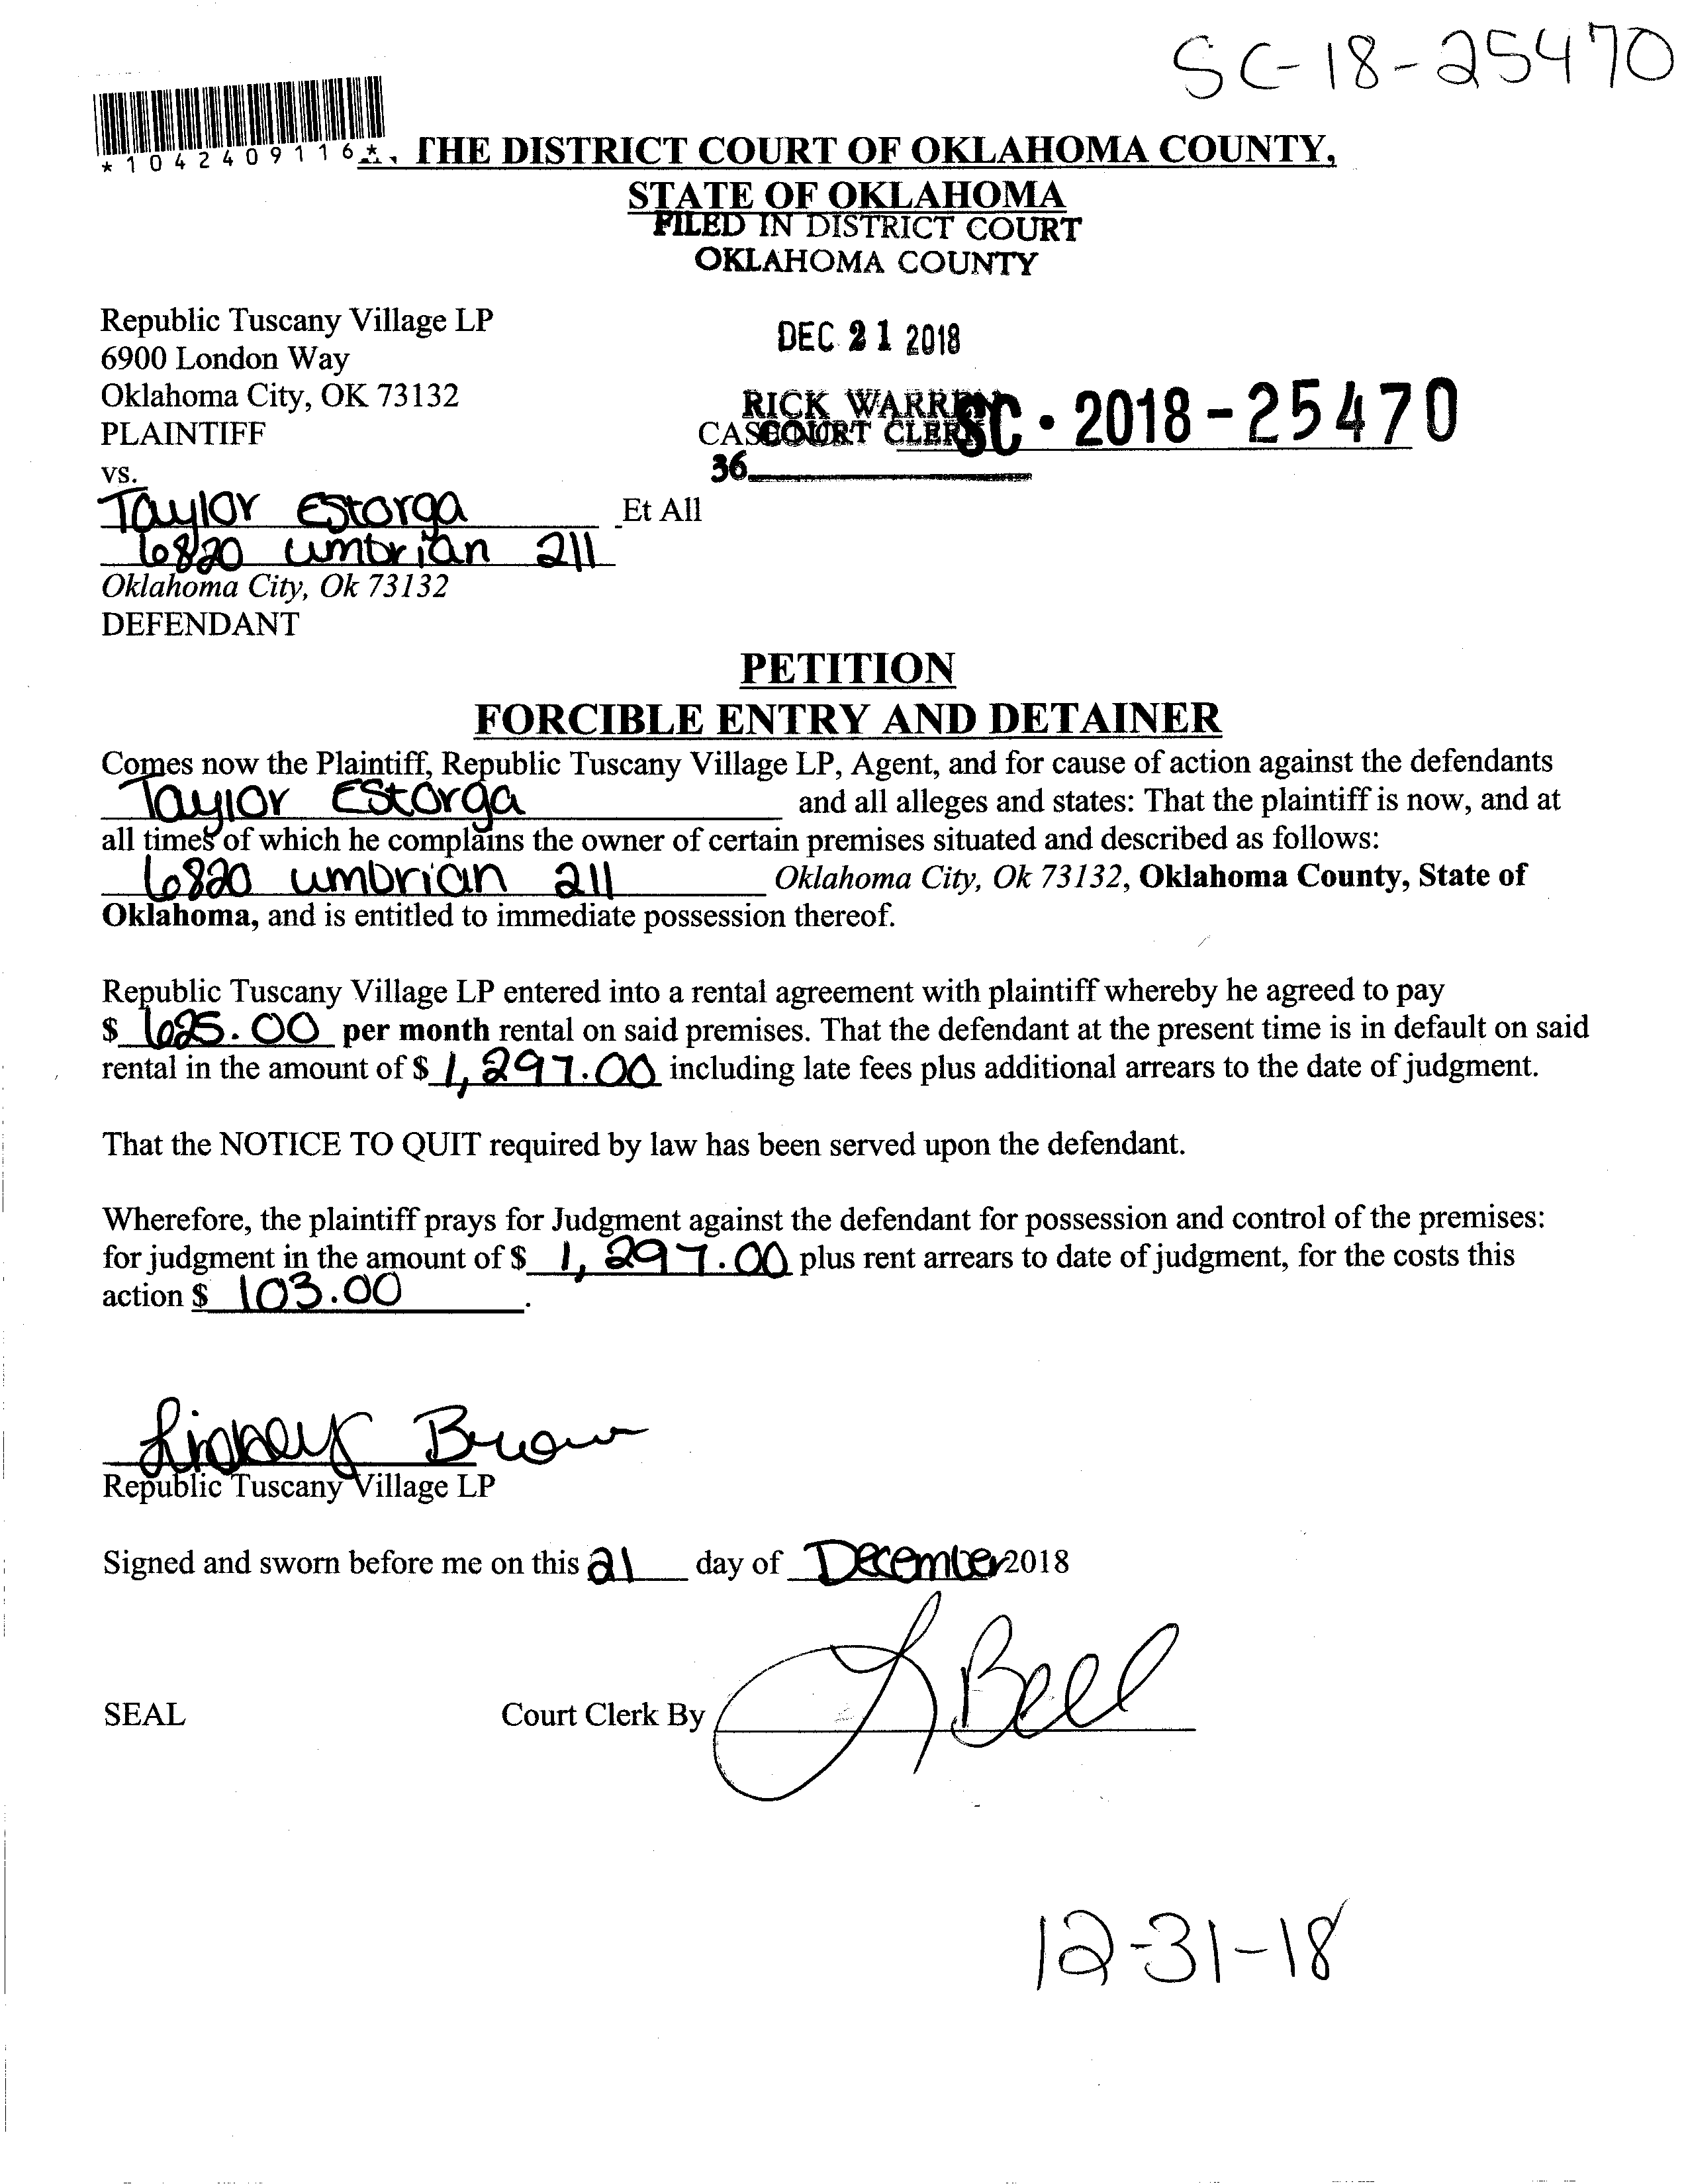 SC-18-25470
*1042409116*
THE DISTRICT COURT OF OKLAHOMA COUNTY,
STATE OF OKLAHOMA
FILED IN DISTRICT COURT
OKLAHOMA COUNTY
Republic Tuscany Village LP
6900 London Way
Oklahoma City, OK 73132
PLAINTIFF
DEC 21 2018
RICK WARREN
COURT CLERK
SC-2018-25470
36
vs.
Taylor Estorga Et All
6820 umbrian 211
Oklahoma City, Ok 73132
DEFENDANT
PETITION
FORCIBLE ENTRY AND DETAINER
Comes now the Plaintiff, Republic Tuscany Village LP, Agent, and for cause of action against the defendants
Taylor Estorga and all alleges and states: That the plaintiff is now, and at
all times of which he complains the owner of certain premises situated and described as follows:
6820 umbrian 211 Oklahoma City, Ok 73132, Oklahoma County, State of
Oklahoma, and is entitled to immediate possession thereof.
Republic Tuscany Village LP entered into a rental agreement with plaintiff whereby he agreed to pay
$ 625.00 per month rental on said premises. That the defendant at the present time is in default on said
rental in the amount of $ 1,297.00 including late fees plus additional arrears to the date of judgment.
That the NOTICE TO QUIT required by law has been served upon the defendant.
Wherefore, the plaintiff prays for Judgment against the defendant for possession and control of the premises:
for judgment in the amount of $ 1,297.00 plus rent arrears to date of judgment, for the costs this
action $ 103.00.
Brown
Republic Tuscany Village LP
Signed and sworn before me on this 21 day of December 2018
SEAL Court Clerk By L Bell
12-31-18